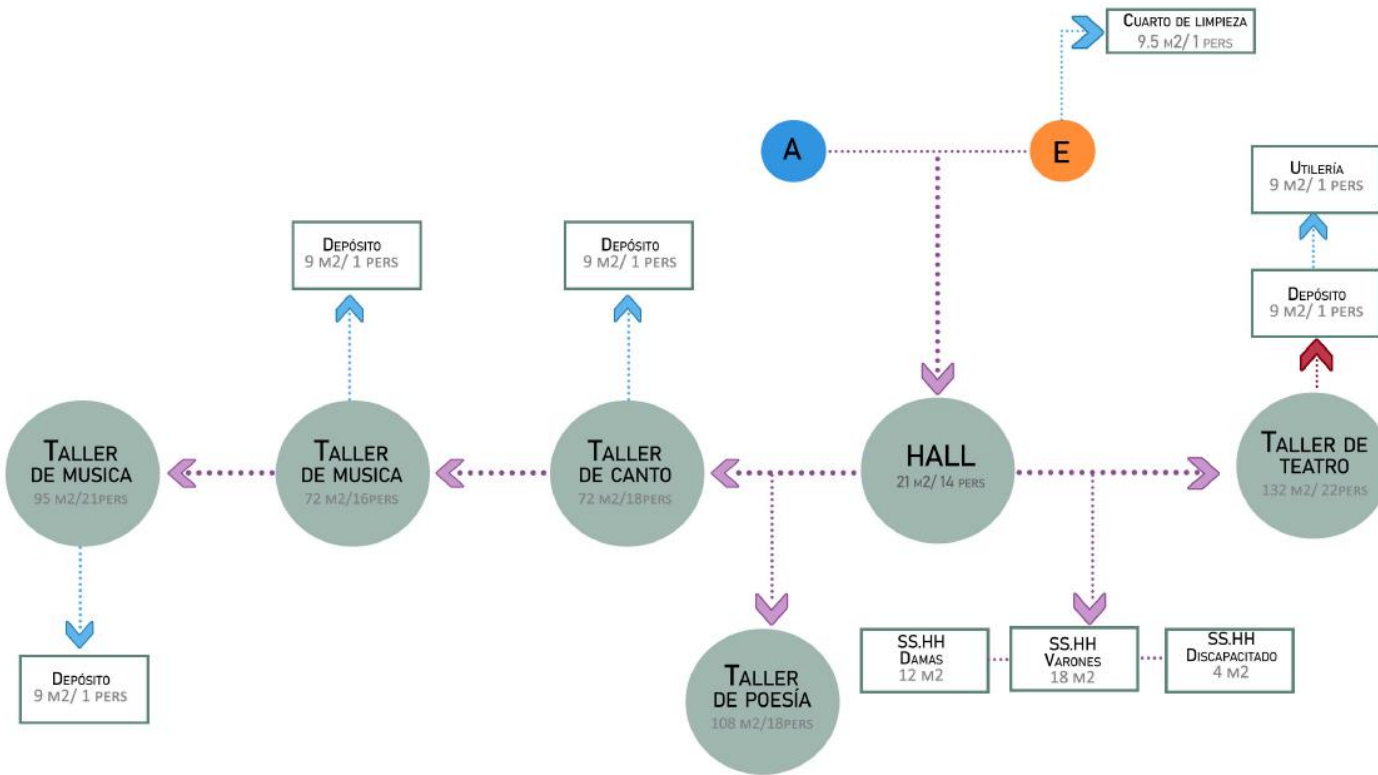 CUARTO DE LIMPIEZA
9.5 M2/ 1 PERS
A
E
UTILERÍA
9 M2/ 1 PERS
DEPÓSITO
9 M2/ 1 PERS
DEPÓSITO
9 M2/ 1 PERS
DEPÓSITO
9 M2/ 1 PERS
TALLER
DE MUSICA
95 M2/21PERS
TALLER
DE MUSICA
72 M2/16PERS
TALLER
DE CANTO
72 M2/18PERS
HALL
21 M2/ 14 PERS
TALLER DE
TEATRO
132 M2/ 22PERS
DEPÓSITO
9 M2/ 1 PERS
TALLER
DE POESÍA
108 M2/18PERS
SS.HH
DAMAS
12 M2
SS.HH
VARONES
18 M2
SS.HH
DISCAPACITADO
4 M2